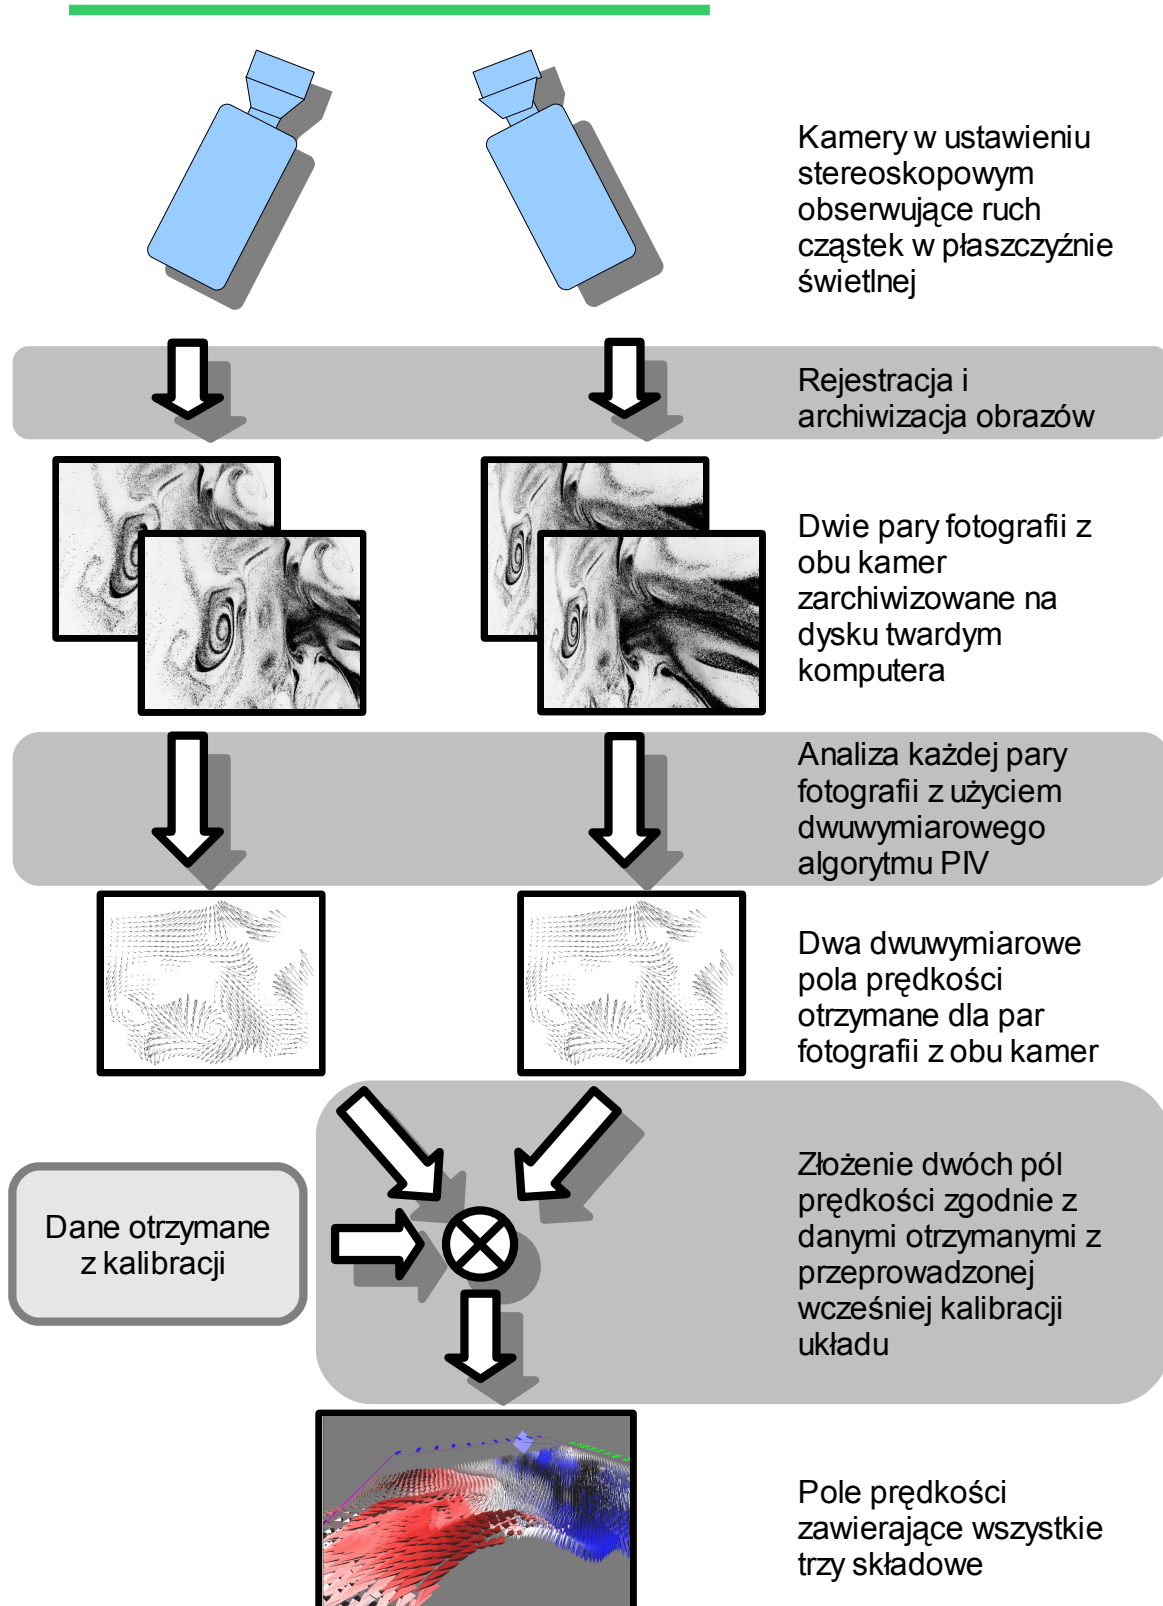 Kamery w ustawieniu
stereoskopowym
obserwujące ruch
cząstek w płaszczyźnie
świetlnej
Rejestracja i
archiwizacja obrazów
Dwie pary fotografii z
obu kamer
zarchiwizowane na
dysku twardym
komputera
Analiza każdej pary
fotografii z użyciem
dwuwymiarowego
algorytmu PIV
Dwa dwuwymiarowe
pola prędkości
otrzymane dla par
fotografii z obu kamer
Dane otrzymane
z kalibracji
Złożenie dwóch pól
prędkości zgodnie z
danymi otrzymanymi z
przeprowadzonej
wcześniej kalibracji
układu
Pole prędkości
zawierające wszystkie
trzy składowe